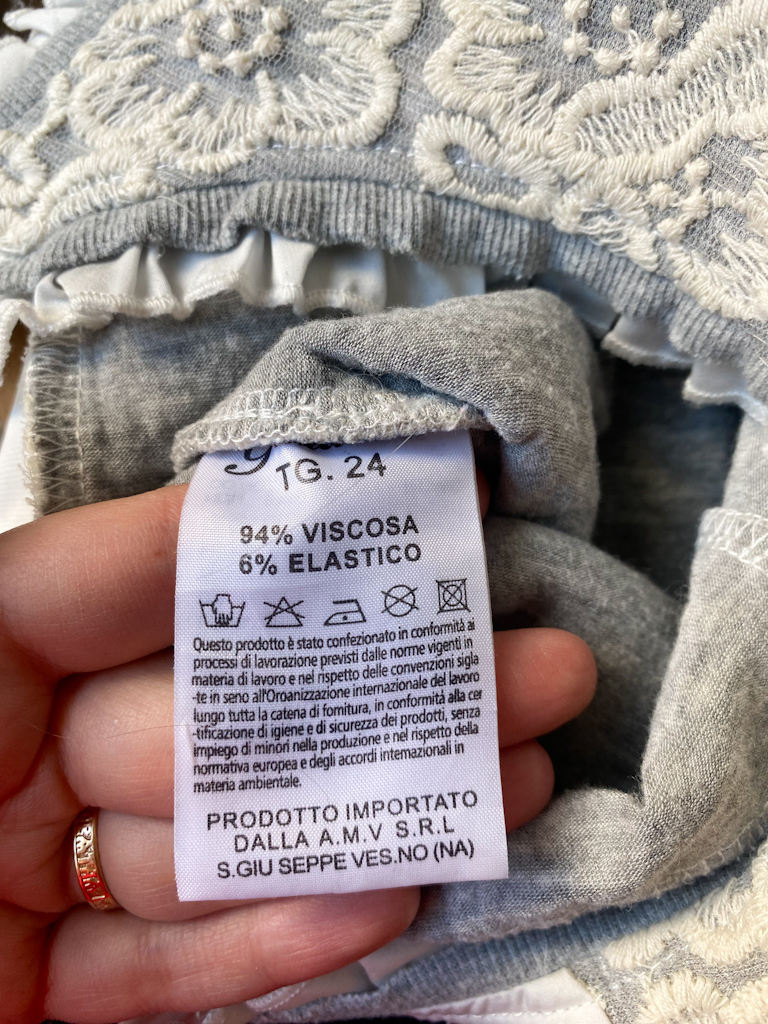 TG. 24
94% VISCOSA
6% ELASTICO
Questo prodotto è stato confezionato in conformità ai
processi di lavorazione previsti dalle norme vigenti in
materia di lavoro e nel rispetto delle convenzioni sigla
-te in seno all'Oroanizzazione internazionale del lavoro
lungo tutta la catena di fornitura, in conformità alla cer
-tificazione di igiene e di sicurezza dei prodotti, senza
impiego di minori nella produzione e nel rispetto della
normativa europea e degli accordi internazionali in
materia ambientale.
PRODOTTO IMPORTATO
DALLA A.M.V S.R.L
S.GIU SEPPE VES.NO (NA)